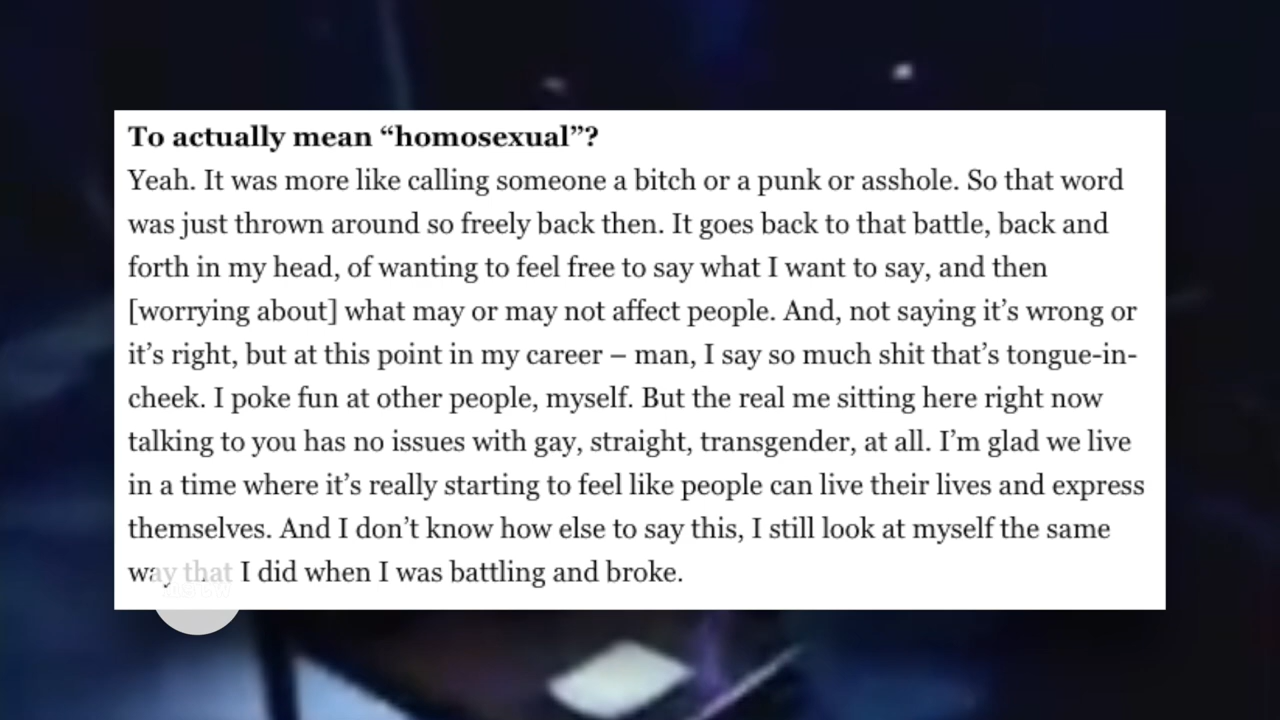 To actually mean “homosexual”?
Yeah. It was more like calling someone a bitch or a punk or asshole. So that word
was just thrown around so freely back then. It goes back to that battle, back and
forth in my head, of wanting to feel free to say what I want to say, and then
[worrying about] what may or may not affect people. And, not saying it’s wrong or
it’s right, but at this point in my career – man, I say so much shit that’s tongue-in-
cheek. I poke fun at other people, myself. But the real me sitting here right now
talking to you has no issues with gay, straight, transgender, at all. I’m glad we live
in a time where it’s really starting to feel like people can live their lives and express
themselves. And I don’t know how else to say this, I still look at myself the same
way that I did when I was battling and broke.